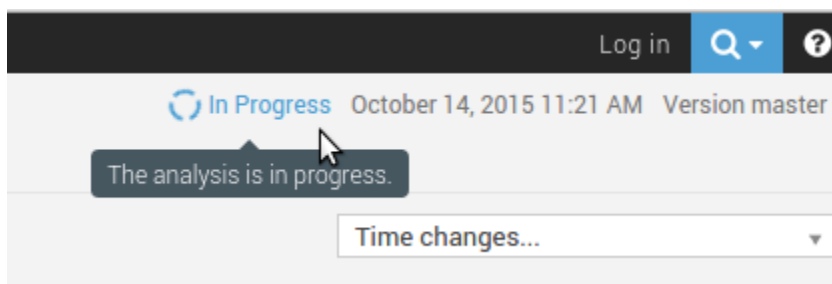 Log in
In Progress October 14, 2015 11:21 AM Version master
The analysis is in progress.
Time changes...